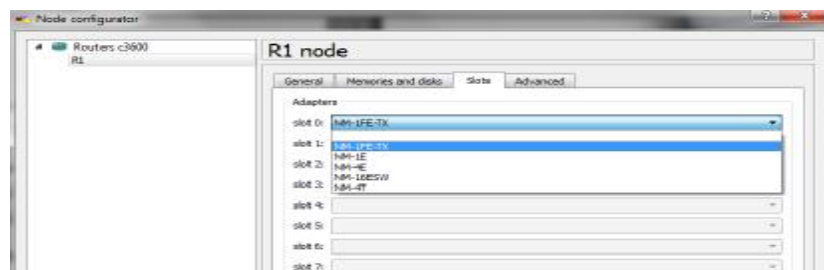 Node configurator
Routers c3600
R1
R1 node
General Memories and disks Slots Advanced
Adapters
slot 0: NM-1FE-TX
slot 1:
NM-1FE-TX
NM-1E
slot 2:
NM-4E
NM-16ESW
slot 3:
NM-4T
slot 4:
slot 5:
slot 6:
slot 7: